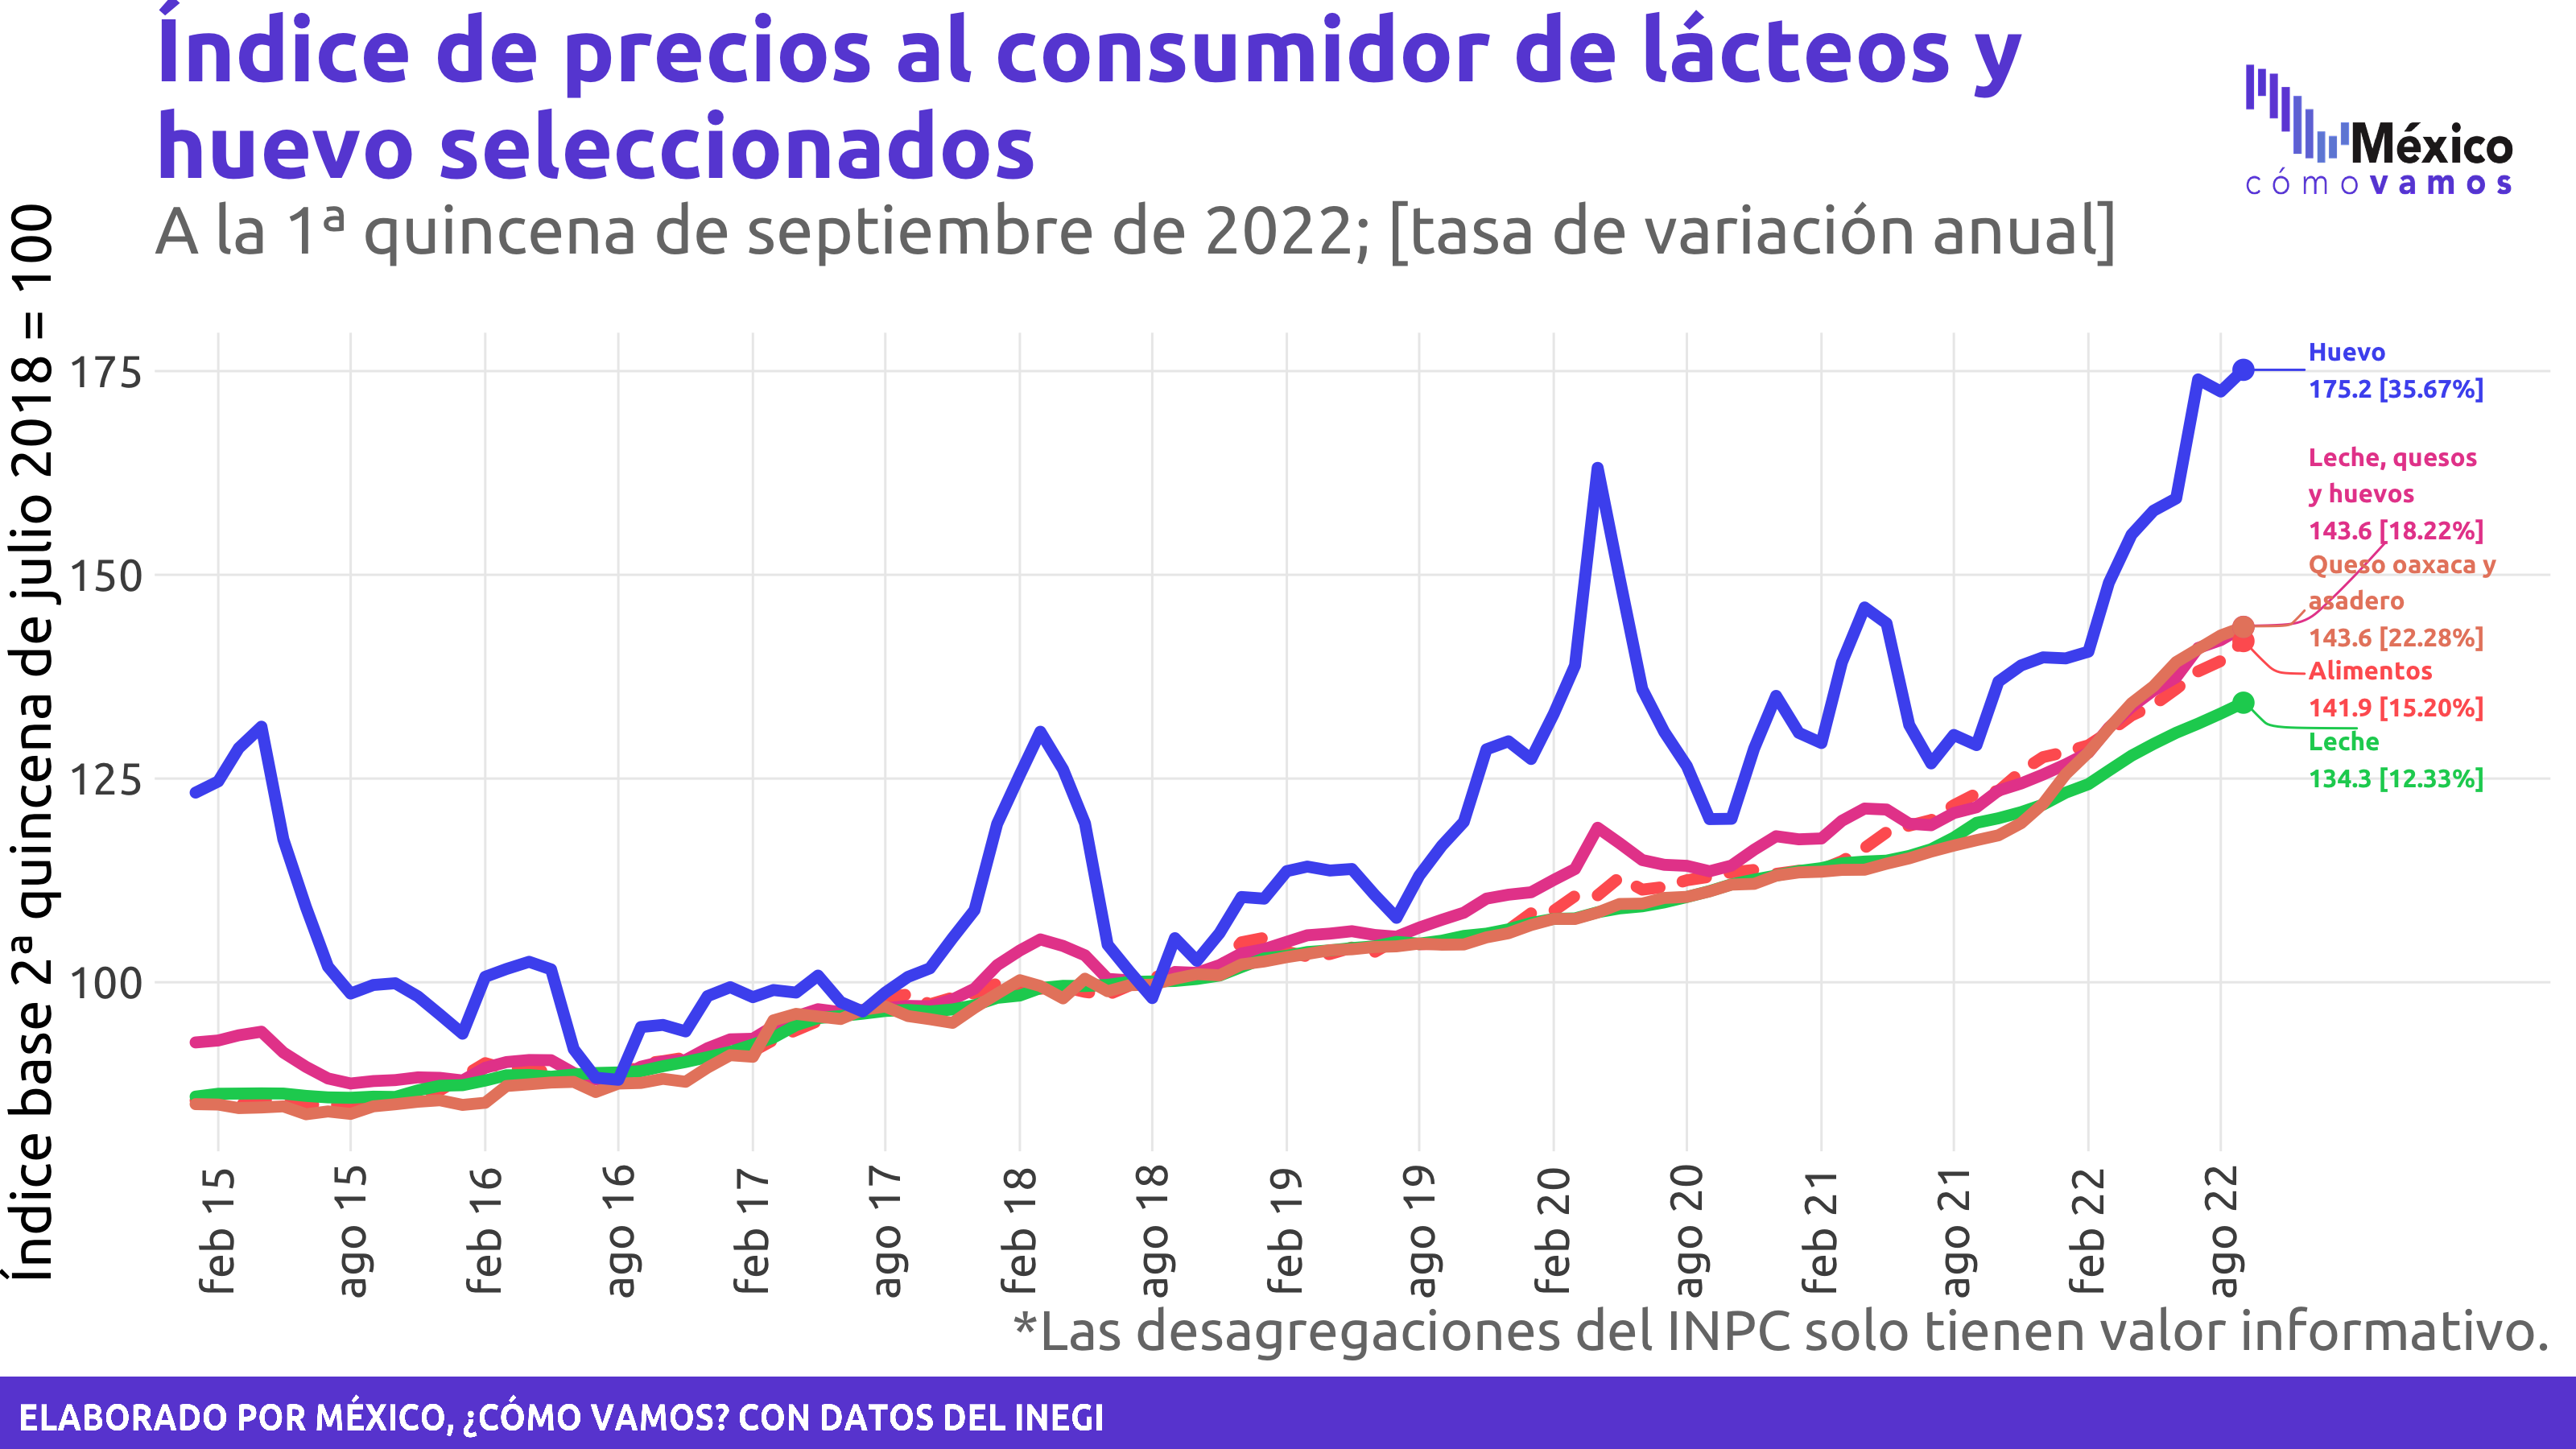 Índice de precios al consumidor de lácteos y
huevo seleccionados
A la 1ª quincena de septiembre de 2022; [tasa de variación anual]
México
cómo vamos
Índice base 2ª quincena de julio 2018 = 100
175
150
125
100
Huevo
175.2 [35.67%]
Leche, quesos
y huevos
143.6 [18.22%]
Queso oaxaca y
asadero
143.6 [22.28%]
Alimentos
141.9 [15.20%]
Leche
134.3 [12.33%]
feb 15
ago 15
feb 16
ago 16
feb 17
ago 17
feb 18
ago 18
feb 19
ago 19
feb 20
ago 20
feb 21
ago 21
feb 22
ago 22
*Las desagregaciones del INPC solo tienen valor informativo.
ELABORADO POR MÉXICO, ¿CÓMO VAMOS? CON DATOS DEL INEGI